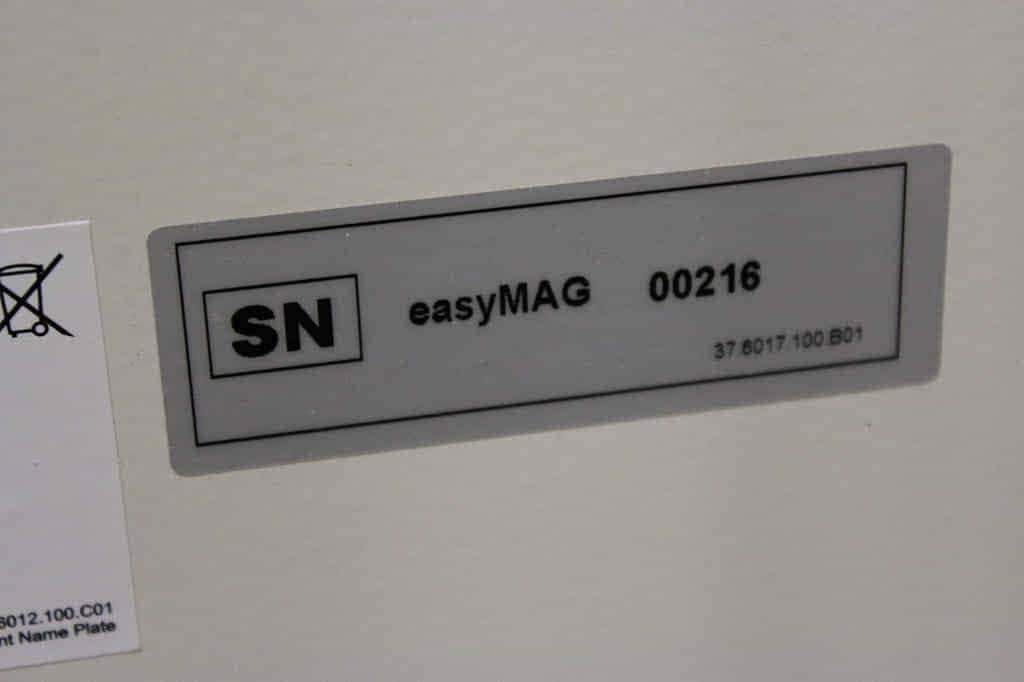 SN easyMAG 00216
37.6017.100.B01
6012.100.C01
nt Name Plate